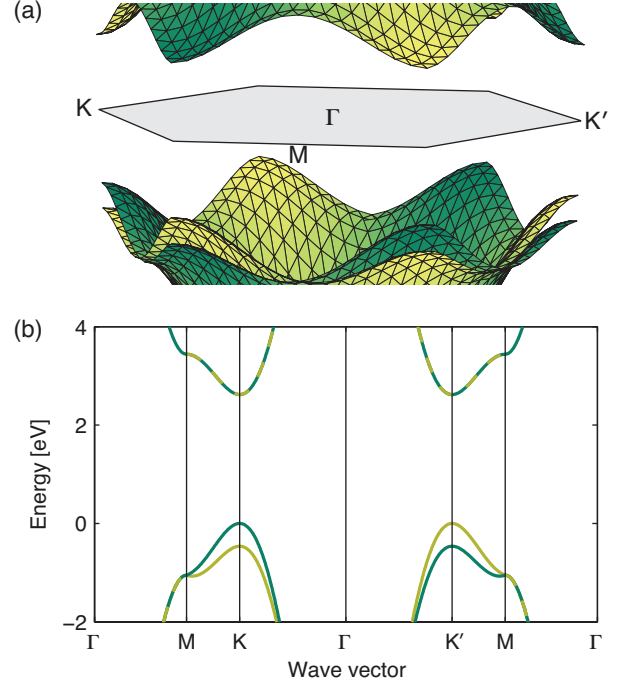 (a)
K
Γ
K′
M
(b)
4
2
0
−2
Energy [eV]
Γ M K Γ K′ M Γ
Wave vector